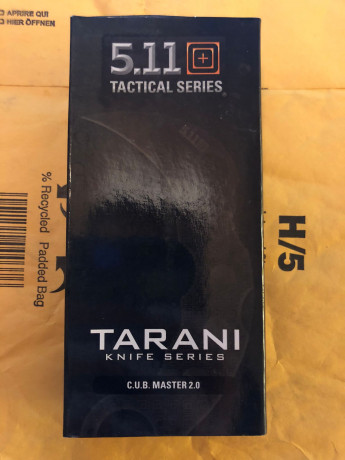 APRIRE QUI
HIER ÖFFNEN
5.11
TACTICAL SERIES
% Recycled Padded Bag
H/5
TARANI
KNIFE SERIES
C.U.B. MASTER 2.0